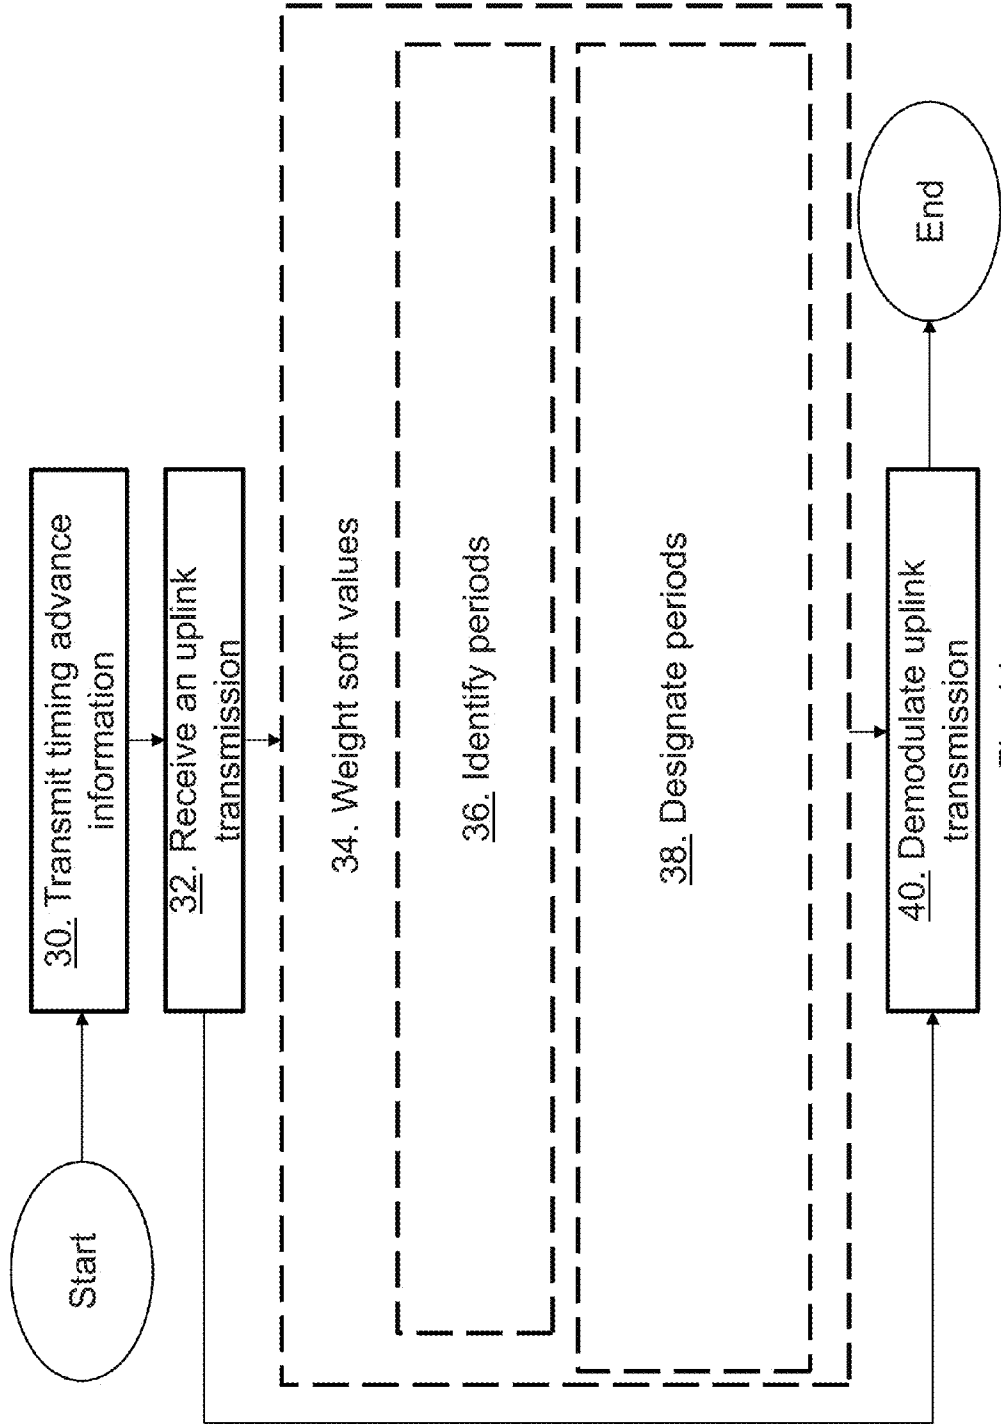 Start
30. Transmit timing advance
information
32. Receive an uplink
transmission
34. Weight soft values
36. Identify periods
38. Designate periods
40. Demodulate uplink
transmission
End